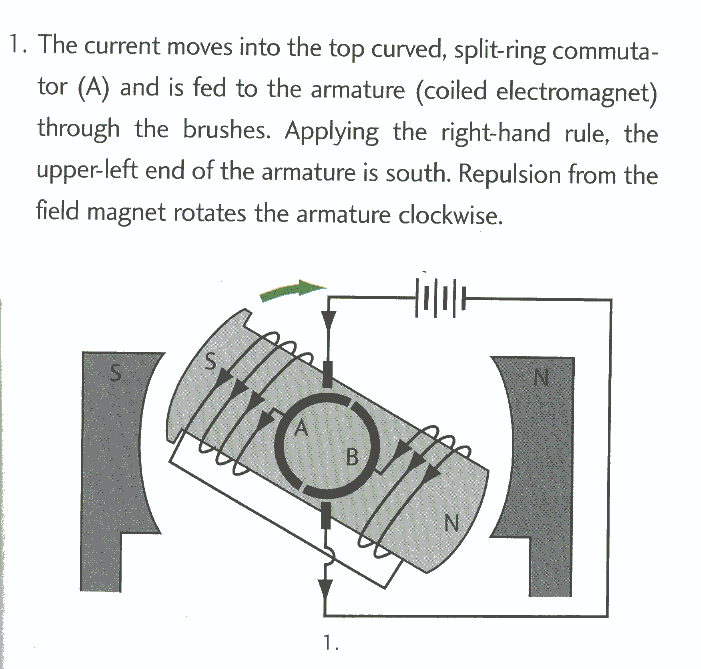 1. The current moves into the top curved, split-ring commuta-
tor (A) and is fed to the armature (coiled electromagnet)
through the brushes. Applying the right-hand rule, the
upper-left end of the armature is south. Repulsion from the
field magnet rotates the armature clockwise.
S
S
N
A
B
N
1.